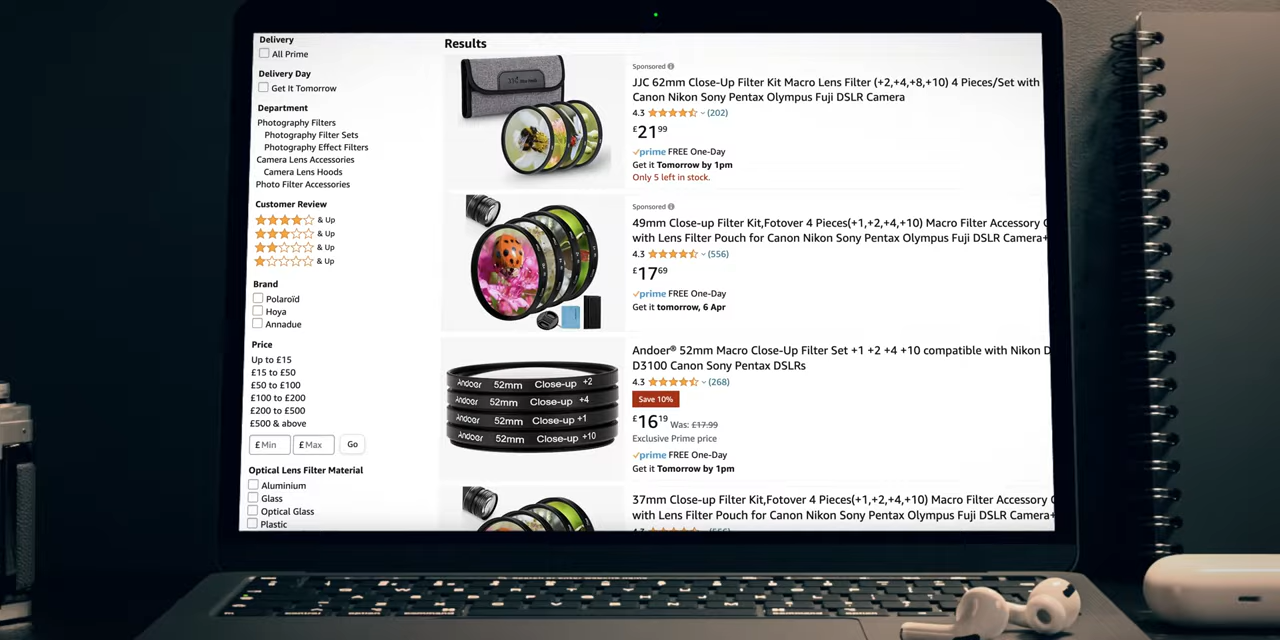 Delivery
All Prime
Delivery Day
Get It Tomorrow
Department
Photography Filters
Photography Filter Sets
Photography Effect Filters
Camera Lens Accessories
Camera Lens Hoods
Photo Filter Accessories
Customer Review
& Up
& Up
& Up
& Up
Brand
Polaroid
Hoya
Annadue
Price
Up to £15
£15 to £50
£50 to £100
£100 to £200
£200 to £500
£500 & above
£ Min £ Max Go
Optical Lens Filter Material
Aluminium
Glass
Optical Glass
Plastic
Results
Sponsored
JJC 62mm Close-Up Filter Kit Macro Lens Filter (+2,+4,+8,+10) 4 Pieces/Set with
Canon Nikon Sony Pentax Olympus Fuji DSLR Camera
4.3 (202)
£21 99
prime FREE One-Day
Get it Tomorrow by 1pm
Only 5 left in stock.
Sponsored
49mm Close-up Filter Kit,Fotover 4 Pieces(+1,+2,+4,+10) Macro Filter Accessory
with Lens Filter Pouch for Canon Nikon Sony Pentax Olympus Fuji DSLR Camera+
4.3 (556)
£17 69
prime FREE One-Day
Get it tomorrow, 6 Apr
Andoer 52mm Close-up +2
Andoer 52mm Close-up +4
Andoer 52mm Close-up +1
Andoer 52mm Close-up +10
Andoer® 52mm Macro Close-Up Filter Set +1 +2 +4 +10 compatible with Nikon D
D3100 Canon Sony Pentax DSLRs
4.3 (268)
Save 10%
£16 19 Was: £17.99
Exclusive Prime price
prime FREE One-Day
Get it Tomorrow by 1pm
37mm Close-up Filter Kit,Fotover 4 Pieces(+1,+2,+4,+10) Macro Filter Accessory
with Lens Filter Pouch for Canon Nikon Sony Pentax Olympus Fuji DSLR Camera+